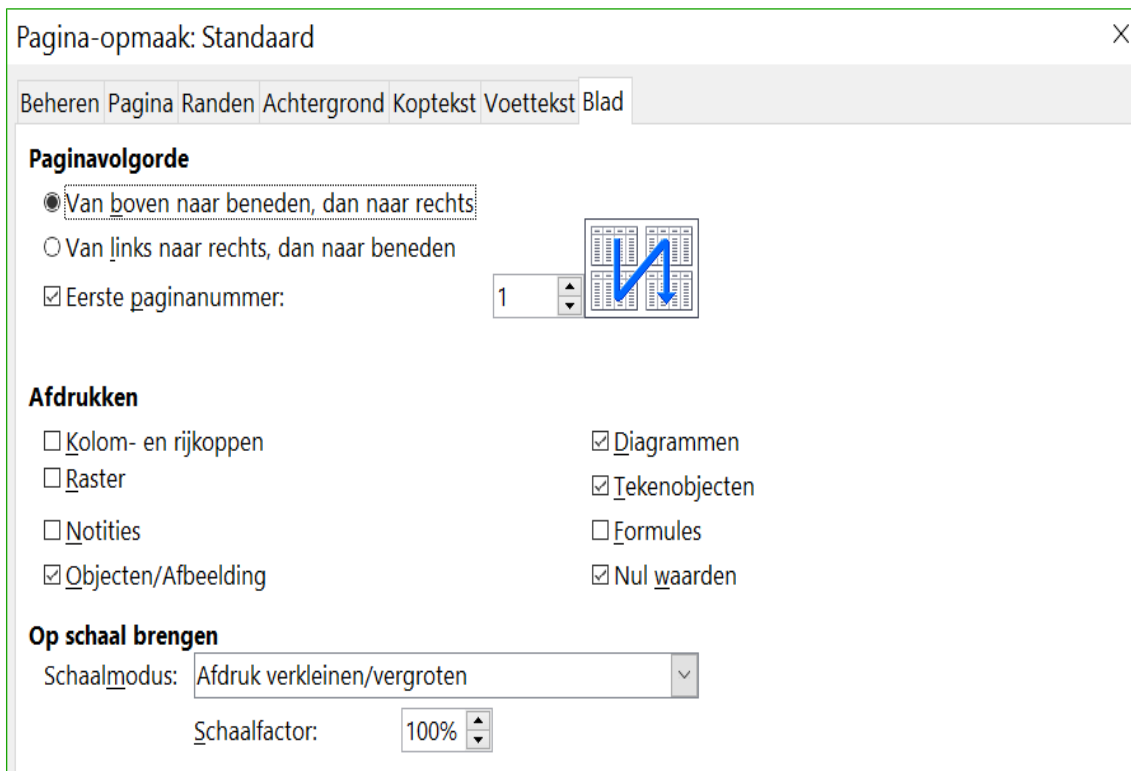 Pagina-opmaak: Standaard
Beheren Pagina Randen Achtergrond Koptekst Voettekst Blad
Paginavolgorde
Van boven naar beneden, dan naar rechts
Van links naar rechts, dan naar beneden
Eerste paginanummer: 1
Afdrukken
Kolom- en rijkoppen
Raster
Notities
Objecten/Afbeelding
Diagrammen
Tekenobjecten
Formules
Nul waarden
Op schaal brengen
Schaalmodus: Afdruk verkleinen/vergroten
Schaalfactor: 100%